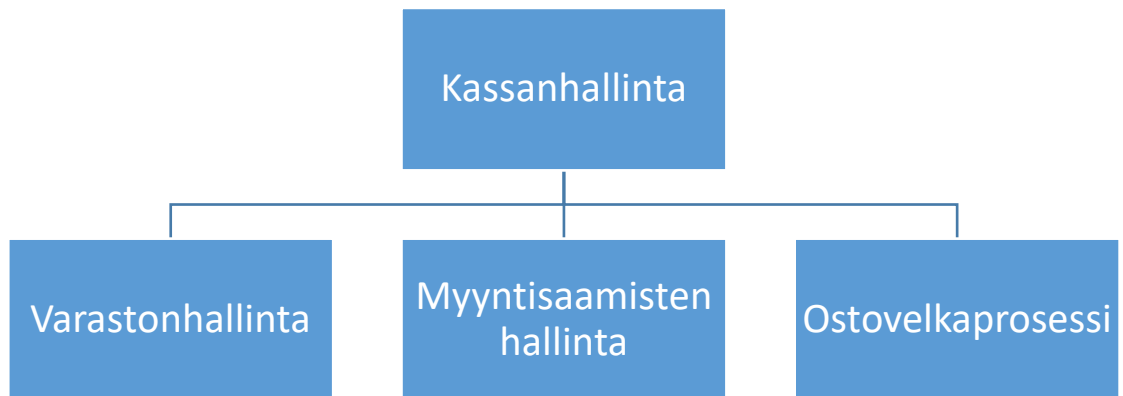 Kassanhallinta
Varastonhallinta
Myyntisaamisten
hallinta
Ostovelkaprosessi